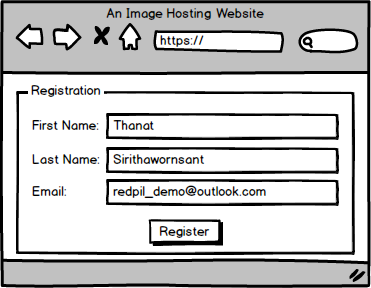 An Image Hosting Website
https://
Registration
First Name: Thanat
Last Name: Sirithawornsant
Email: redpil_demo@outlook.com
Register